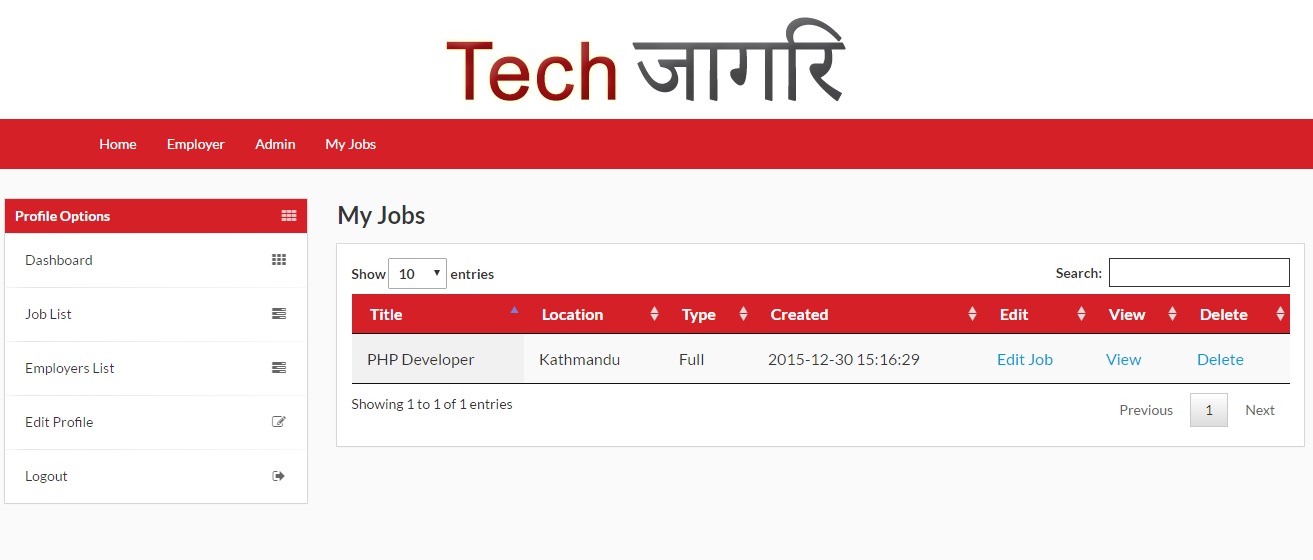 Tech जागरि
Home Employer Admin My Jobs
Profile Options
Dashboard
Job List
Employers List
Edit Profile
Logout
My Jobs
Show 10 entries Search:
Title Location Type Created Edit View Delete
PHP Developer Kathmandu Full 2015-12-30 15:16:29 Edit Job View Delete
Showing 1 to 1 of 1 entries Previous 1 Next